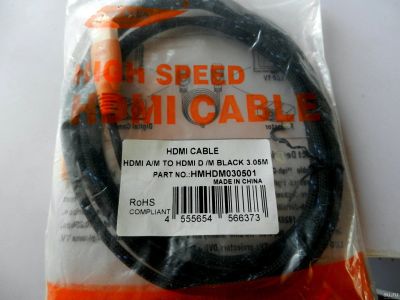 HIGH SPEED
HDMI CABLE
Digital
HDMI CABLE
HDMI A/M TO HDMI D /M BLACK 3.05M
PART NO.:HMHDM030501
MADE IN CHINA
RoHS
COMPLIANT
4 555654 566373